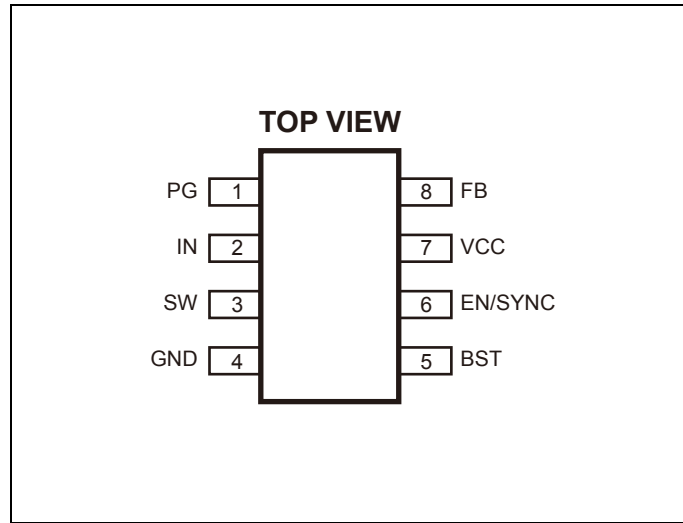 TOP VIEW
PG 1 8 FB
IN 2 7 VCC
SW 3 6 EN/SYNC
GND 4 5 BST